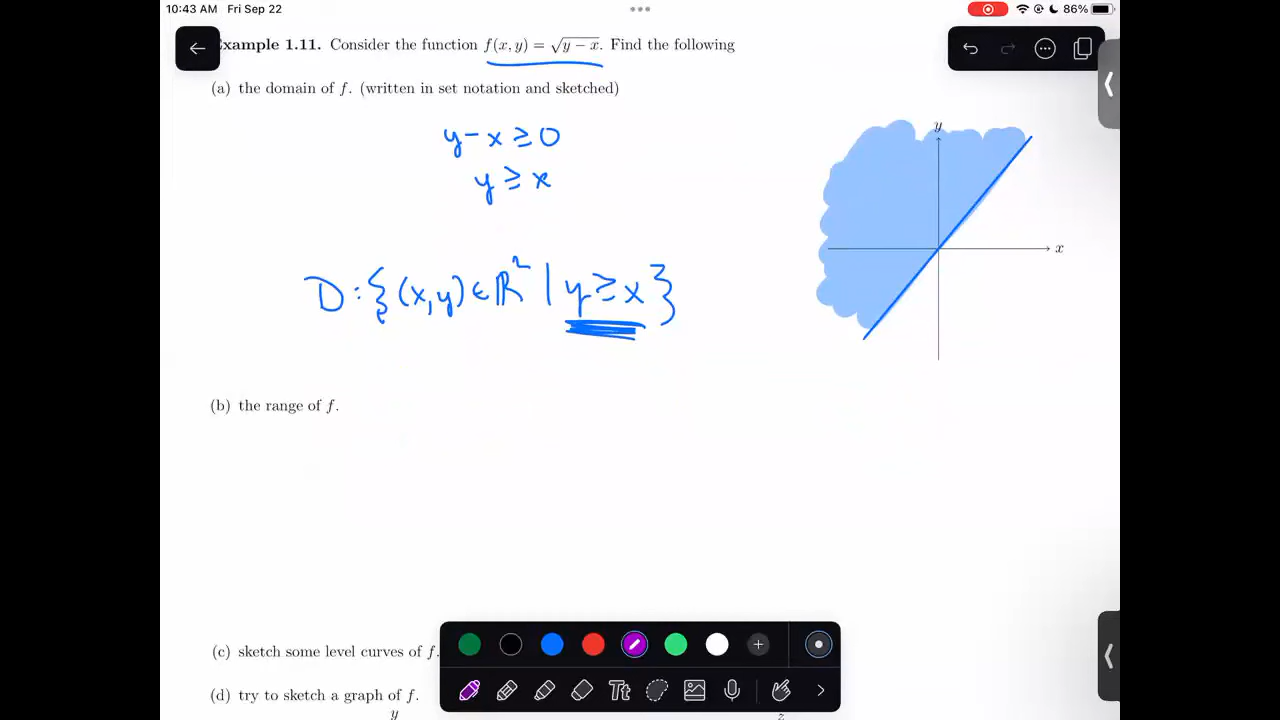 10:43 AM Fri Sep 22
86%
Example 1.11. Consider the function f(x, y) = √(y − x). Find the following
(a) the domain of f. (written in set notation and sketched)
y - x ≥ 0
y ≥ x
D: {(x,y) ∈ ℝ² | y ≥ x}
y
x
(b) the range of f.
(c) sketch some level curves of f.
(d) try to sketch a graph of f.
y
z
Tt